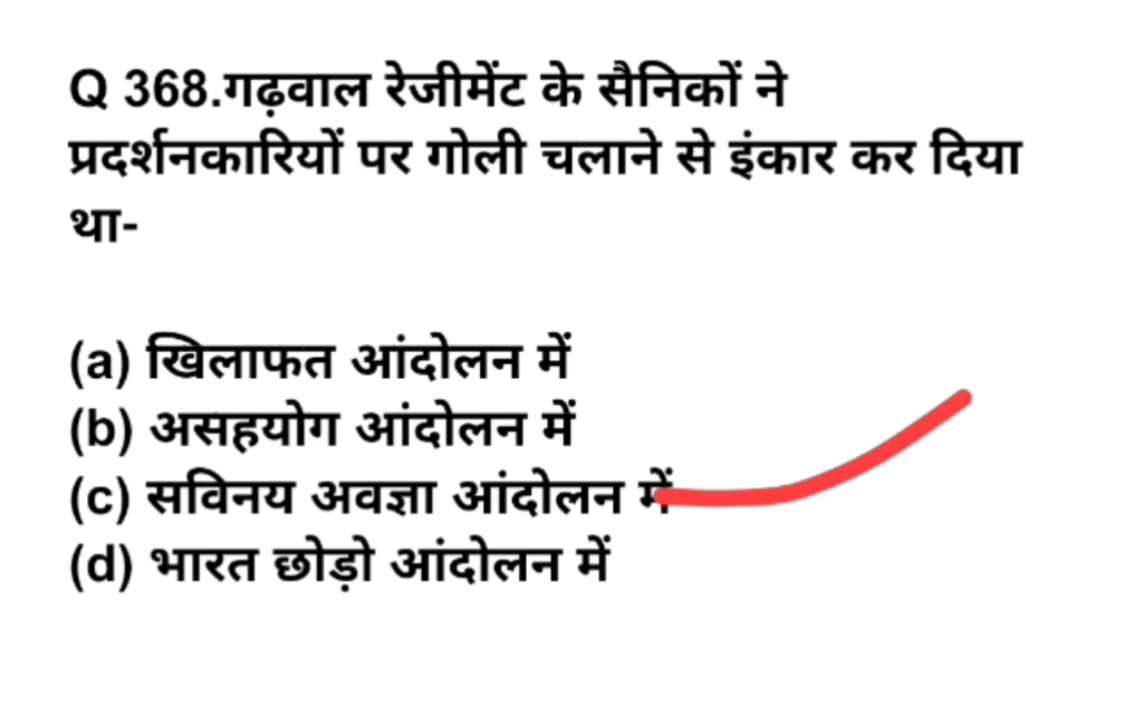 Q 368.गढ़वाल रेजीमेंट के सैनिकों ने
प्रदर्शनकारियों पर गोली चलाने से इंकार कर दिया
था-
(a) खिलाफत आंदोलन में
(b) असहयोग आंदोलन में
(c) सविनय अवज्ञा आंदोलन में
(d) भारत छोड़ो आंदोलन में